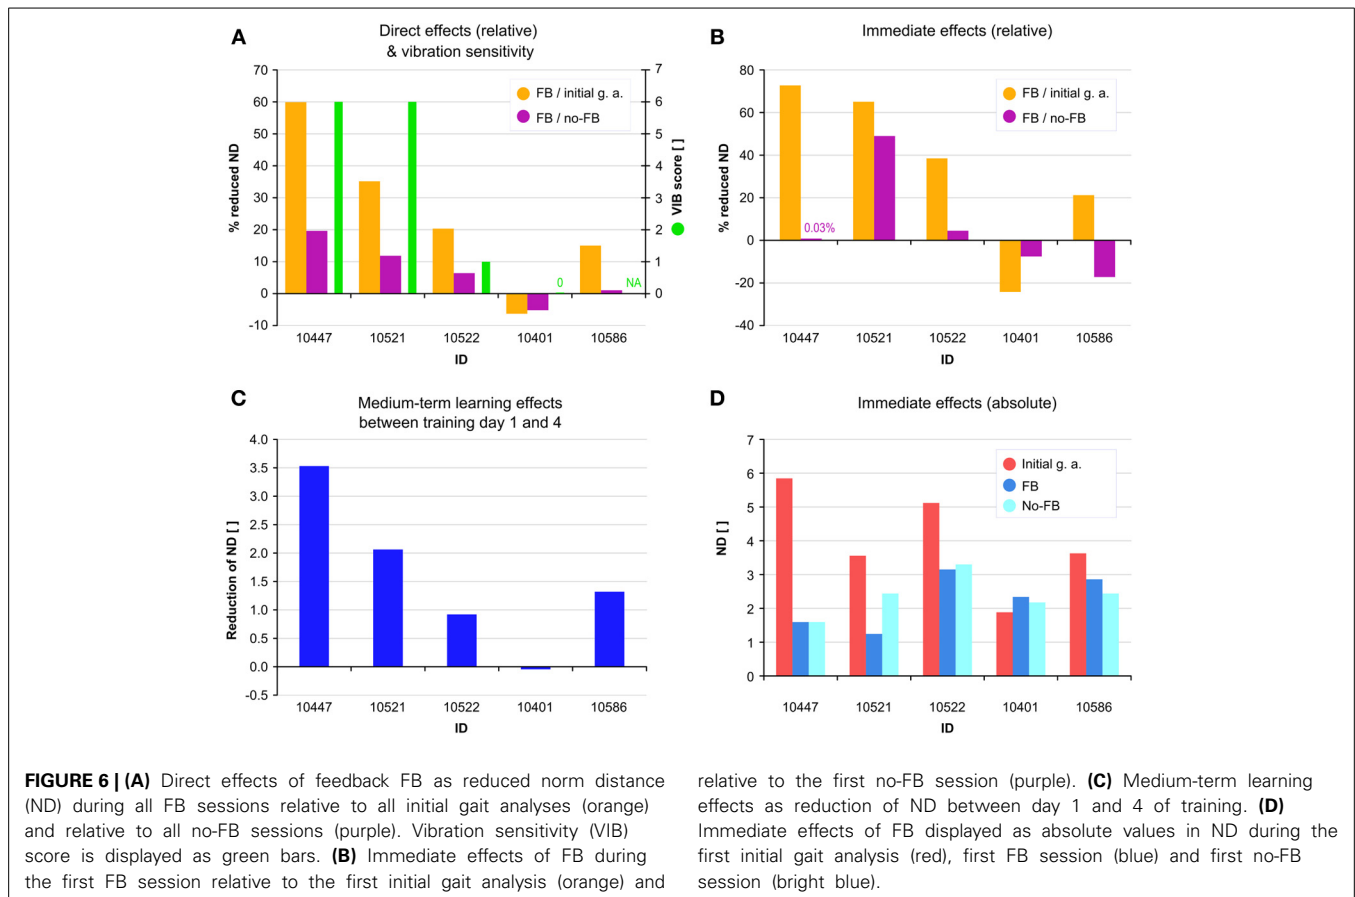 A
Direct effects (relative)
& vibration sensitivity
% reduced ND
70
60
50
40
30
20
10
0
-10
7
6
5
4
3
2
1
0
VIB score [ ]
FB / initial g. a.
FB / no-FB
0
NA
10447 10521 10522 10401 10586
ID
B
Immediate effects (relative)
% reduced ND
80
60
40
20
0
-20
-40
FB / initial g. a.
FB / no-FB
0.03%
10447 10521 10522 10401 10586
ID
C
Medium-term learning effects
between training day 1 and 4
Reduction of ND [ ]
4.0
3.5
3.0
2.5
2.0
1.5
1.0
0.5
0.0
-0.5
10447 10521 10522 10401 10586
ID
D
Immediate effects (absolute)
ND [ ]
7
6
5
4
3
2
1
0
Initial g. a.
FB
No-FB
10447 10521 10522 10401 10586
ID
FIGURE 6 | (A) Direct effects of feedback FB as reduced norm distance
(ND) during all FB sessions relative to all initial gait analyses (orange)
and relative to all no-FB sessions (purple). Vibration sensitivity (VIB)
score is displayed as green bars. (B) Immediate effects of FB during
the first FB session relative to the first initial gait analysis (orange) and
relative to the first no-FB session (purple). (C) Medium-term learning
effects as reduction of ND between day 1 and 4 of training. (D)
Immediate effects of FB displayed as absolute values in ND during the
first initial gait analysis (red), first FB session (blue) and first no-FB
session (bright blue).